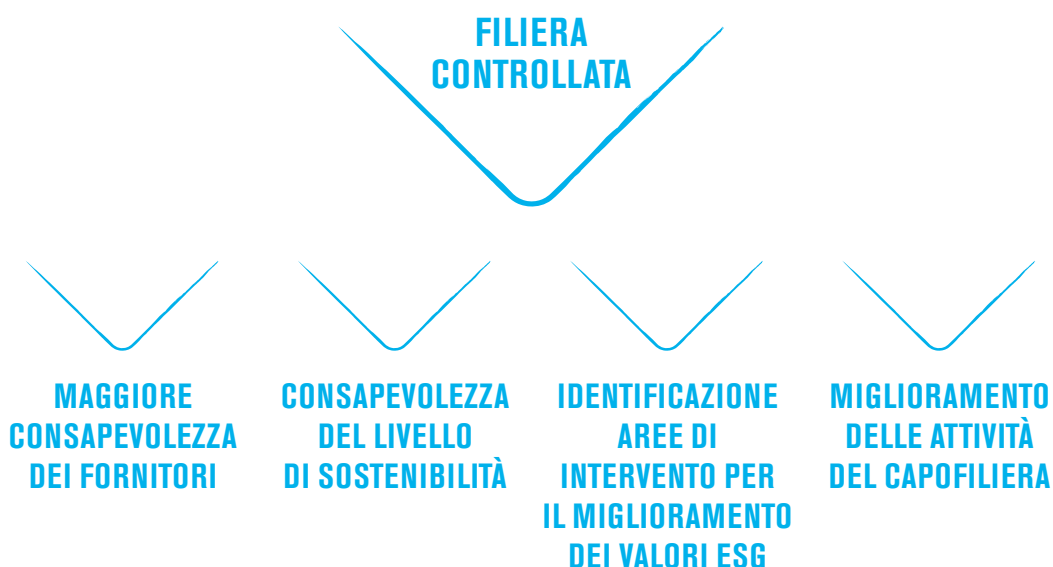 FILIERA
CONTROLLATA
MAGGIORE
CONSAPEVOLEZZA
DEI FORNITORI
CONSAPEVOLEZZA
DEL LIVELLO
DI SOSTENIBILITÀ
IDENTIFICAZIONE
AREE DI
INTERVENTO PER
IL MIGLIORAMENTO
DEI VALORI ESG
MIGLIORAMENTO
DELLE ATTIVITÀ
DEL CAPOFILIERA